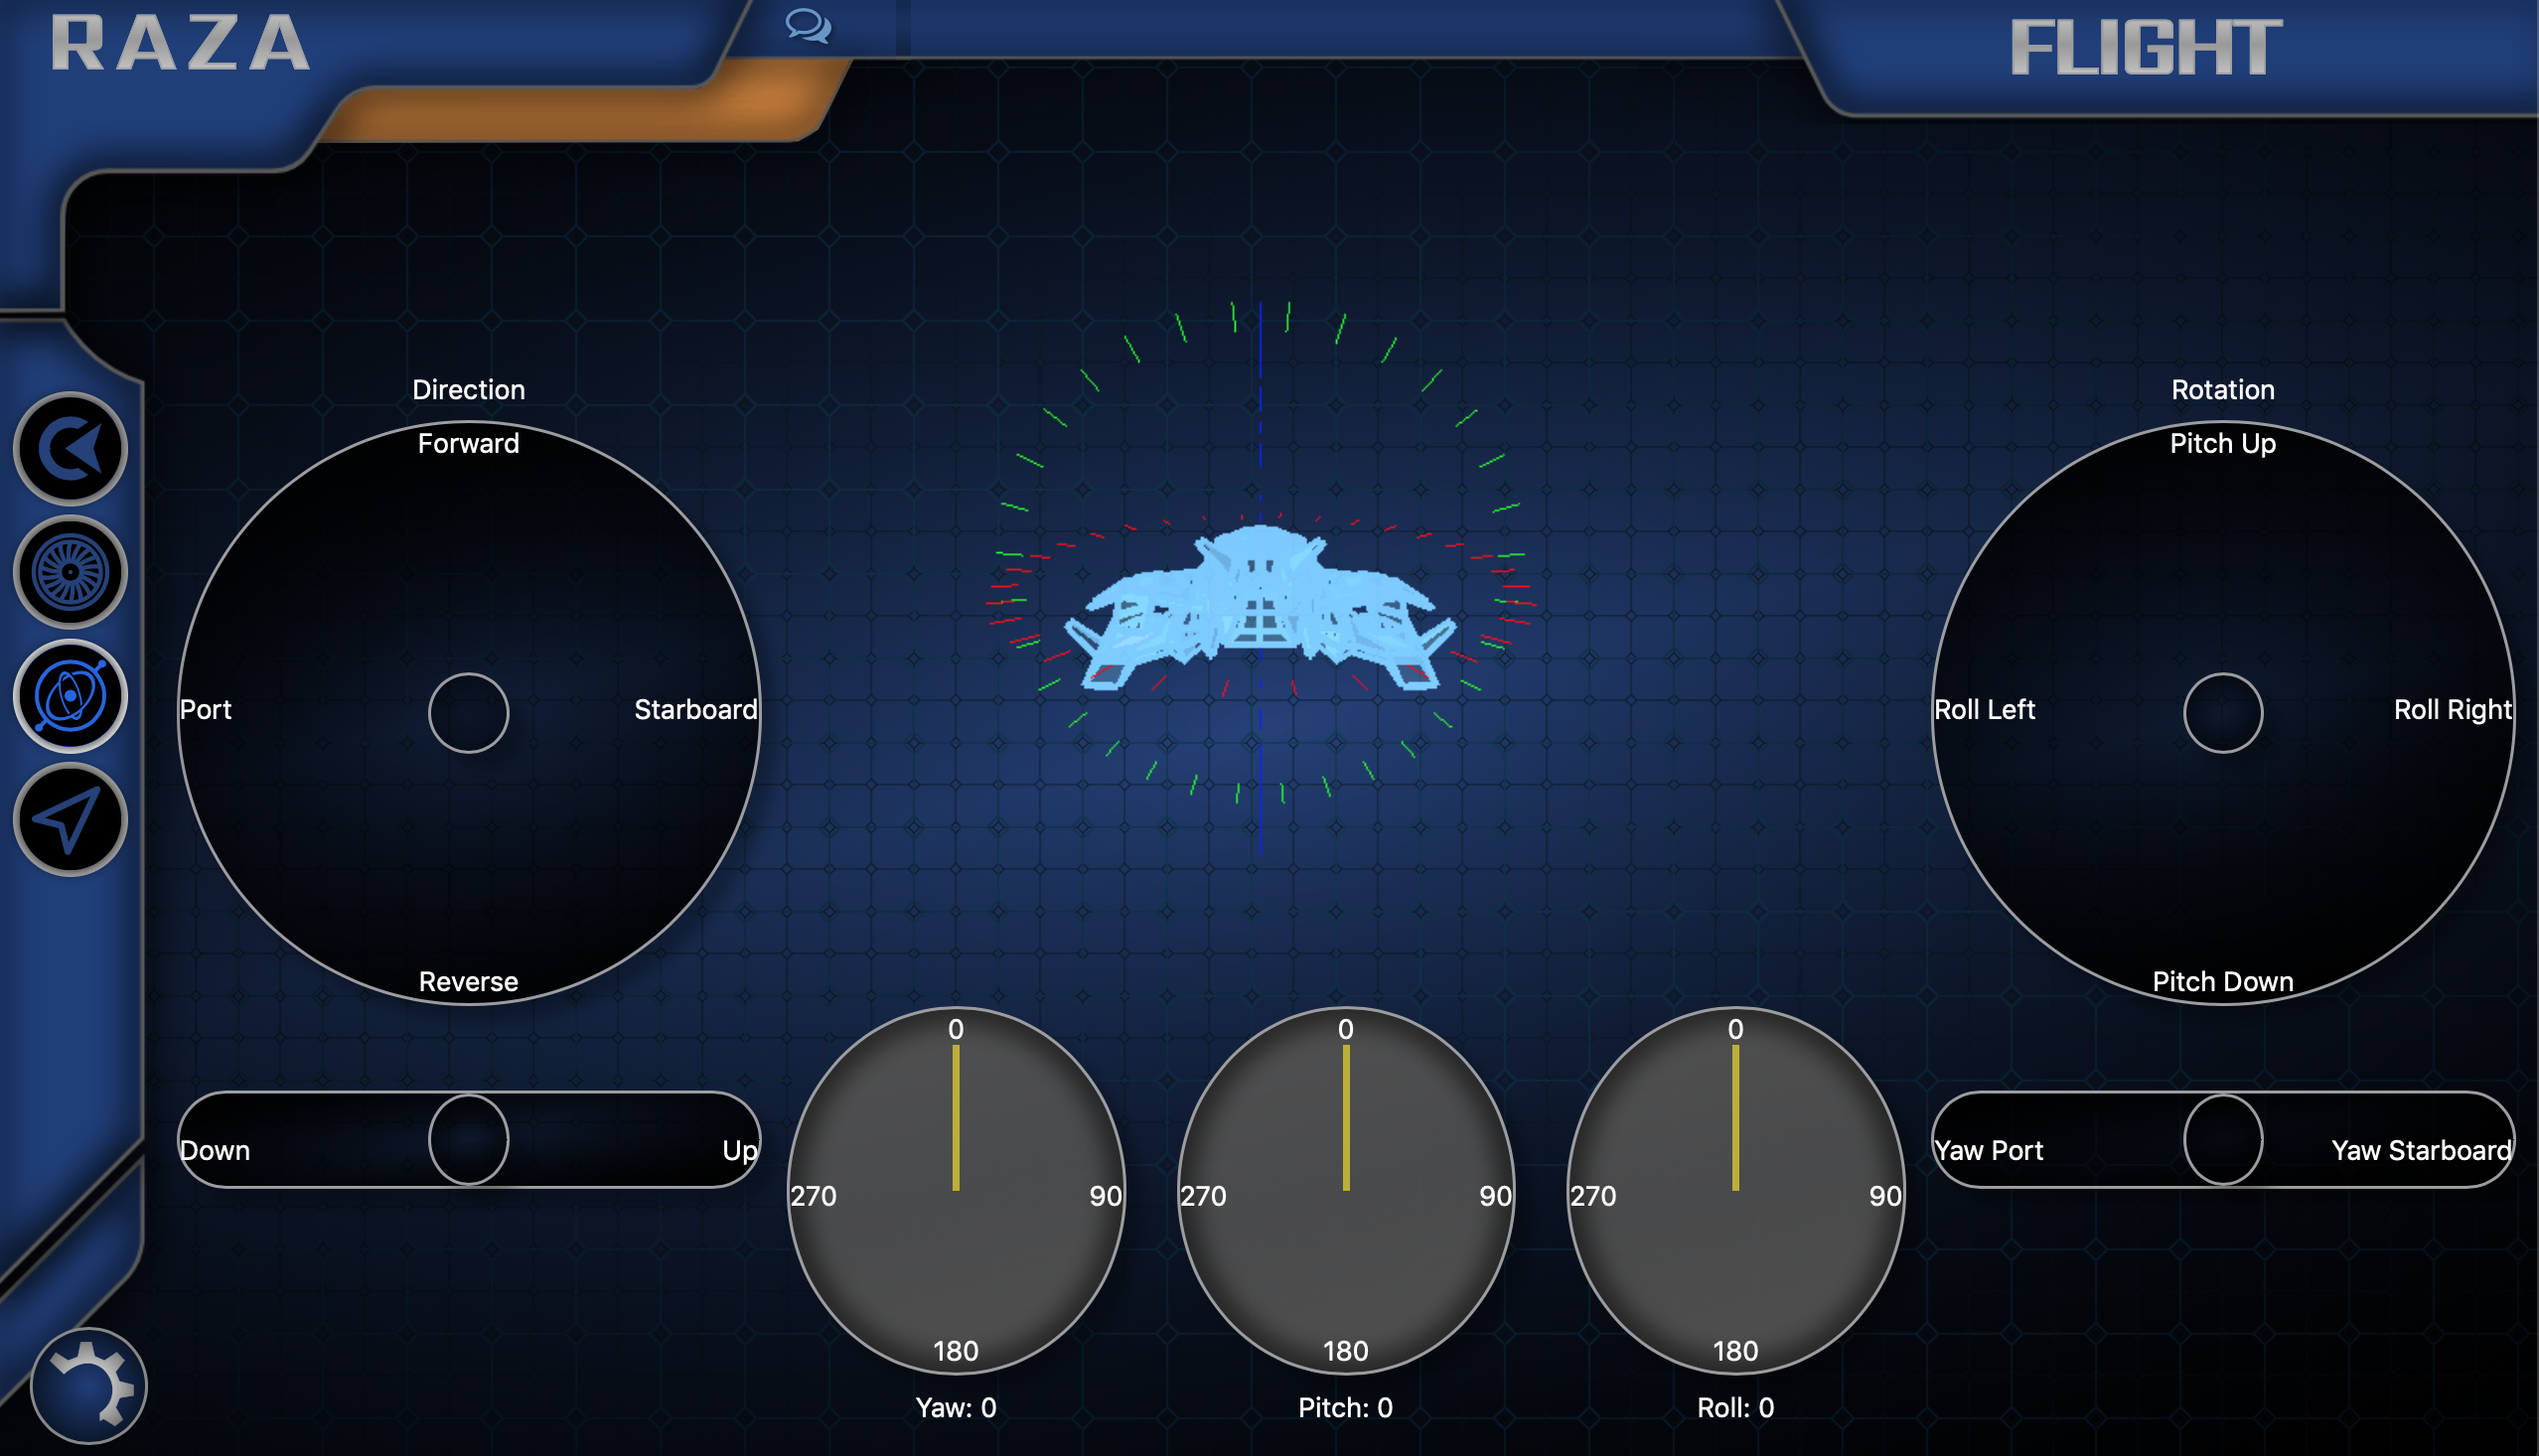 RAZA
FLIGHT
Direction
Forward
Port
Starboard
Reverse
Down
Up
Rotation
Pitch Up
Roll Left
Roll Right
Pitch Down
Yaw Port
Yaw Starboard
0
270
90
180
Yaw: 0
0
270
90
180
Pitch: 0
0
270
90
180
Roll: 0